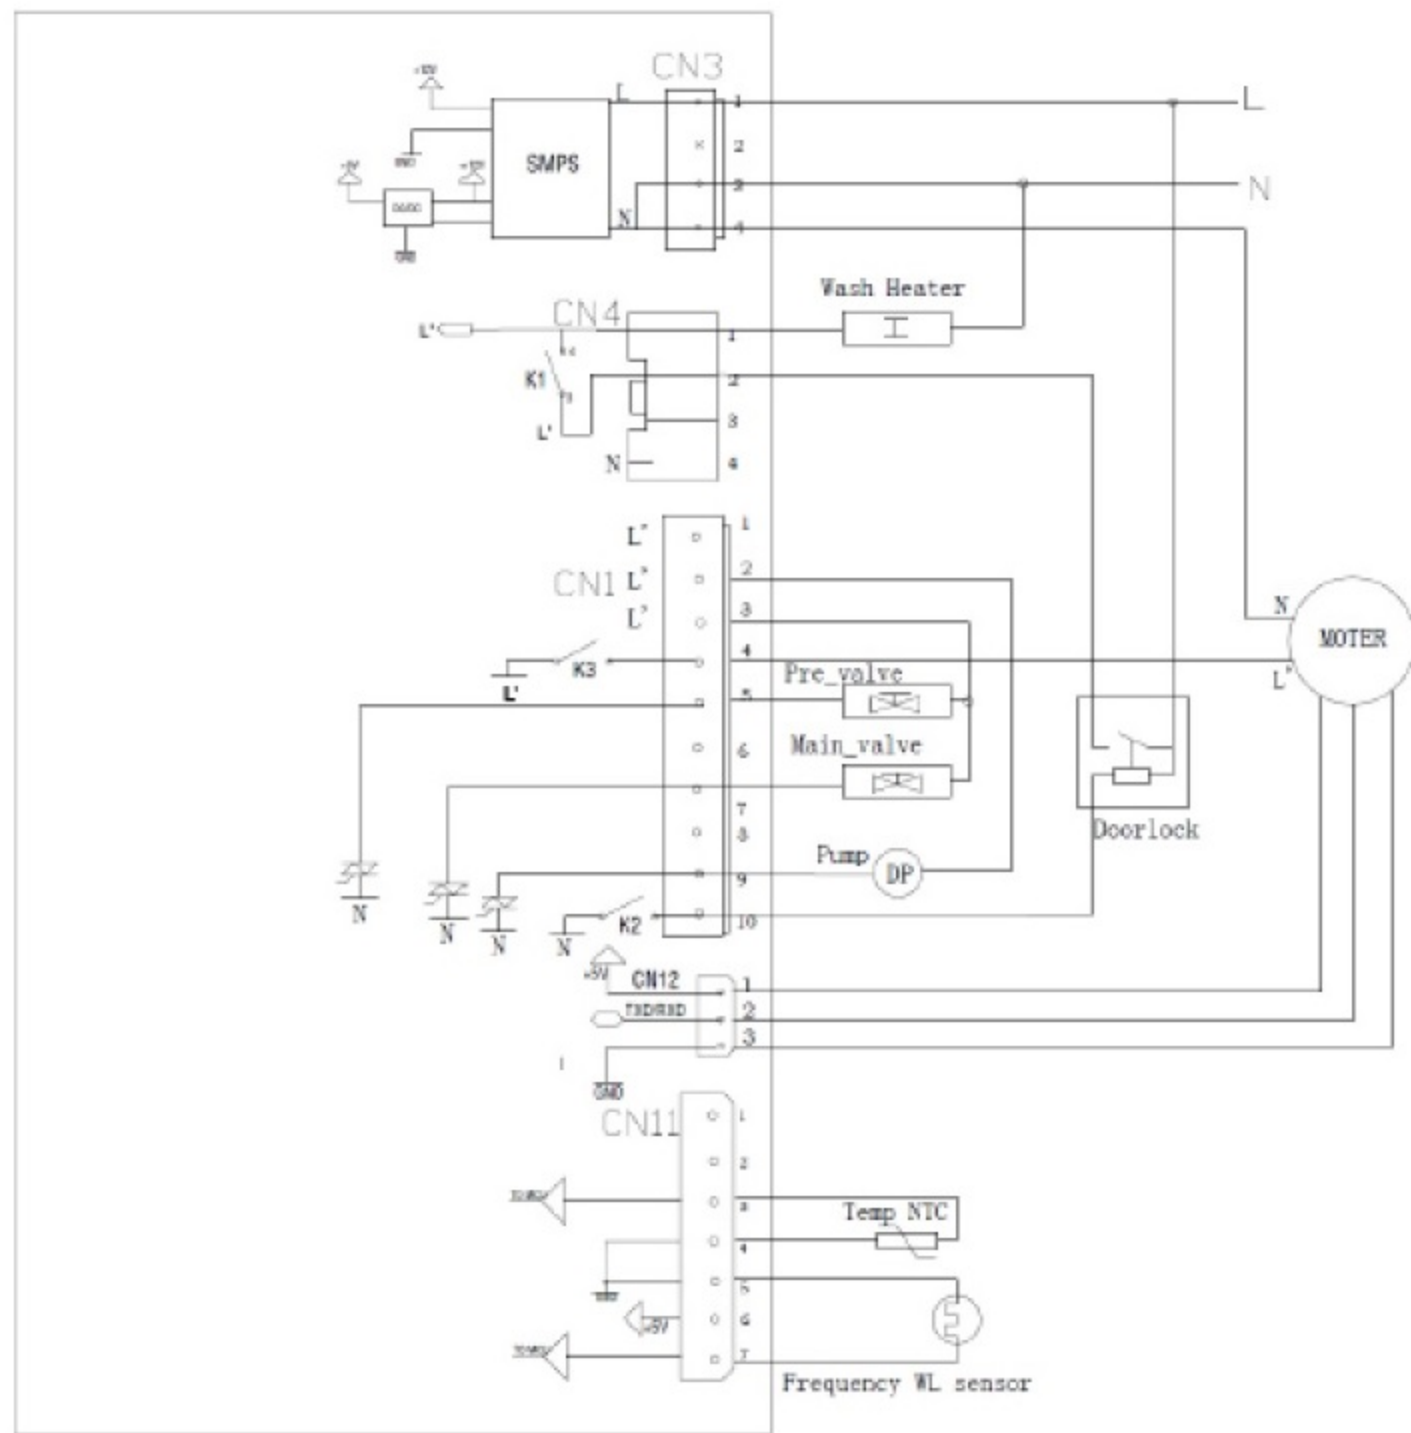 CN3
+12V
L
1
L
SMPS
2
+5V
3
N
N
4
Wash Heater
CN4
L'
1
K1
2
3
L'
N
4
1
L'
2
CN1
L'
3
L'
4
N
MOTER
K3
L'
L'
Pre_valve
5
Main_valve
6
7
8
Doorlock
Pump
DP
9
N
N
N
N
K2
10
+5V
CN12
1
TXD/RXD
2
3
GND
CN11
1
2
3
Temp NTC
4
5
+5V
6
7
Frequency WL sensor